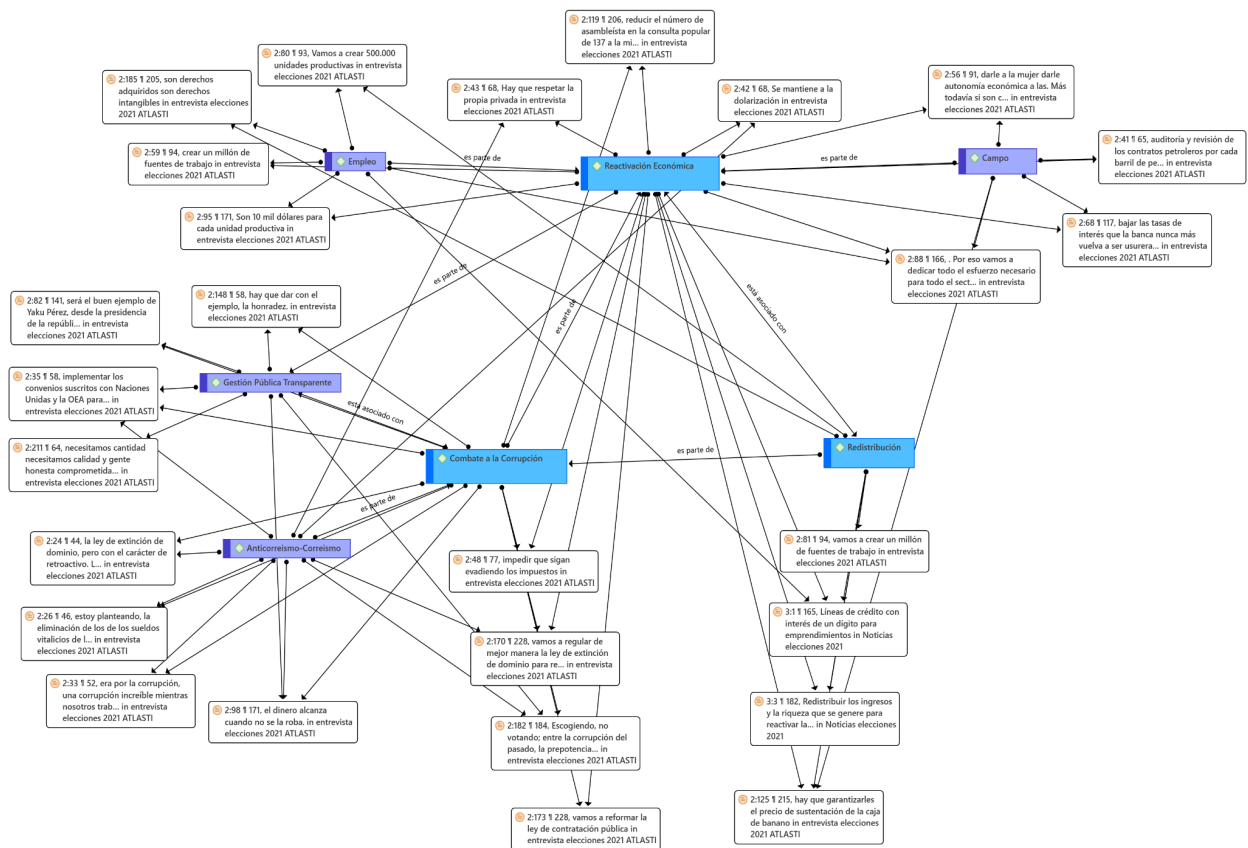 2:119 ¶ 206, reducir el número de
asambleísta en la consulta popular
de 137 a la mi... in entrevista
elecciones 2021 ATLASTI
2:80 ¶ 93, Vamos a crear 500.000
unidades productivas in entrevista
elecciones 2021 ATLASTI
2:185 ¶ 205, son derechos
adquiridos son derechos
intangibles in entrevista elecciones
2021 ATLASTI
2:43 ¶ 68, Hay que respetar la
propia privada in entrevista
elecciones 2021 ATLASTI
2:42 ¶ 68, Se mantiene a la
dolarización in entrevista
elecciones 2021 ATLASTI
2:56 ¶ 91, darle a la mujer darle
autonomía económica a las. Más
todavía si son c... in entrevista
elecciones 2021 ATLASTI
2:41 ¶ 65, auditoría y revisión de
los contratos petroleros por cada
barril de pe... in entrevista
elecciones 2021 ATLASTI
2:59 ¶ 94, crear un millón de
fuentes de trabajo in entrevista
elecciones 2021 ATLASTI
Empleo
es parte de
Reactivación Económica
es parte de
Campo
2:95 ¶ 171, Son 10 mil dólares para
cada unidad productiva in
entrevista elecciones 2021 ATLASTI
2:68 ¶ 117, bajar las tasas de
interés que la banca nunca más
vuelva a ser usurera... in
entrevista elecciones 2021 ATLASTI
2:88 ¶ 166, . Por eso vamos a
dedicar todo el esfuerzo necesario
para todo el sect... in entrevista
elecciones 2021 ATLASTI
es parte de
es parte de
está asociado con
2:82 ¶ 141, será el buen ejemplo de
Yaku Pérez, desde la presidencia
de la repúbli... in entrevista
elecciones 2021 ATLASTI
2:148 ¶ 58, hay que dar con el
ejemplo, la honradez. in entrevista
elecciones 2021 ATLASTI
2:35 ¶ 58, implementar los
convenios suscritos con Naciones
Unidas y la OEA para... in
entrevista elecciones 2021 ATLASTI
Gestión Pública Transparente
está asociado con
2:211 ¶ 64, necesitamos cantidad
necesitamos calidad y gente
honesta comprometida... in
entrevista elecciones 2021 ATLASTI
Combate a la Corrupción
es parte de
Redistribución
es parte de
2:24 ¶ 44, la ley de extinción de
dominio, pero con el carácter de
retroactivo. L... in entrevista
elecciones 2021 ATLASTI
Anticorreismo-Correismo
2:48 ¶ 77, impedir que sigan
evadiendo los impuestos in
entrevista elecciones 2021 ATLASTI
2:81 ¶ 94, vamos a crear un millón
de fuentes de trabajo in entrevista
elecciones 2021 ATLASTI
2:26 ¶ 46, estoy planteando, la
eliminación de los de los sueldos
vitalicios de l... in entrevista
elecciones 2021 ATLASTI
3:1 ¶ 165, Líneas de crédito con
interés de un dígito para
emprendimientos in Noticias
elecciones 2021
2:170 ¶ 228, vamos a regular de
mejor manera la ley de extinción
de dominio para re... in entrevista
elecciones 2021 ATLASTI
2:33 ¶ 52, era por la corrupción,
una corrupción increíble mientras
nosotros trab... in entrevista
elecciones 2021 ATLASTI
2:98 ¶ 171, el dinero alcanza
cuando no se la roba. in entrevista
elecciones 2021 ATLASTI
3:3 ¶ 182, Redistribuir los ingresos
y la riqueza que se genere para
reactivar la... in Noticias elecciones
2021
2:182 ¶ 184, Escogiendo, no
votando; entre la corrupción del
pasado, la prepotencia... in
entrevista elecciones 2021 ATLASTI
2:125 ¶ 215, hay que garantizarles
el precio de sustentación de la caja
de banano in entrevista elecciones
2021 ATLASTI
2:173 ¶ 228, vamos a reformar la
ley de contratación pública in
entrevista elecciones 2021 ATLASTI